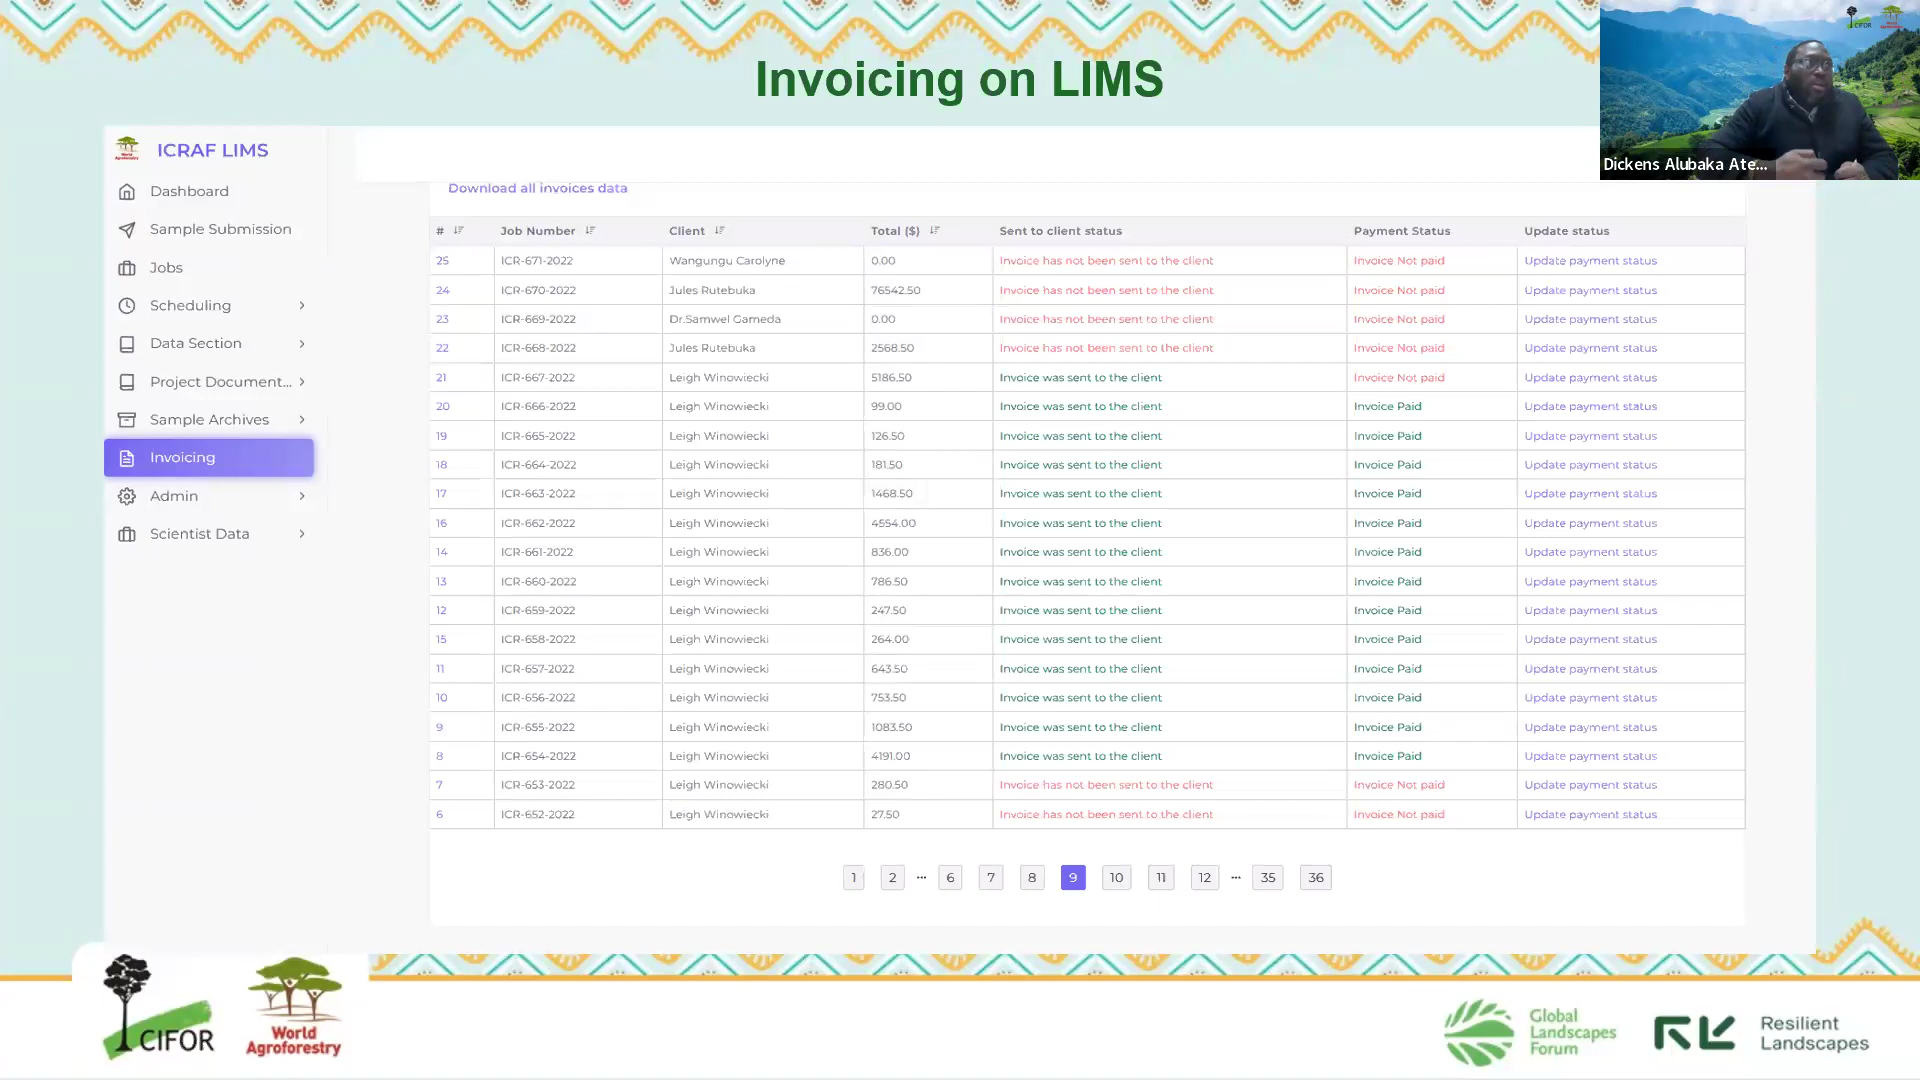 Invoicing on LIMS
CIFOR
World Agroforestry
Dickens Alubaka Ate...
World Agroforestry
ICRAF LIMS
Dashboard
Sample Submission
Jobs
Scheduling
Data Section
Project Document...
Sample Archives
Invoicing
Admin
Scientist Data
Download all invoices data
# Job Number Client Total ($) Sent to client status Payment Status Update status
25 ICR-671-2022 Wangungu Carolyne 0.00 Invoice has not been sent to the client Invoice Not paid Update payment status
24 ICR-670-2022 Jules Rutebuka 76542.50 Invoice has not been sent to the client Invoice Not paid Update payment status
23 ICR-669-2022 Dr.Samwel Gameda 0.00 Invoice has not been sent to the client Invoice Not paid Update payment status
22 ICR-668-2022 Jules Rutebuka 2568.50 Invoice has not been sent to the client Invoice Not paid Update payment status
21 ICR-667-2022 Leigh Winowiecki 5186.50 Invoice was sent to the client Invoice Not paid Update payment status
20 ICR-666-2022 Leigh Winowiecki 99.00 Invoice was sent to the client Invoice Paid Update payment status
19 ICR-665-2022 Leigh Winowiecki 126.50 Invoice was sent to the client Invoice Paid Update payment status
18 ICR-664-2022 Leigh Winowiecki 181.50 Invoice was sent to the client Invoice Paid Update payment status
17 ICR-663-2022 Leigh Winowiecki 1468.50 Invoice was sent to the client Invoice Paid Update payment status
16 ICR-662-2022 Leigh Winowiecki 4554.00 Invoice was sent to the client Invoice Paid Update payment status
14 ICR-661-2022 Leigh Winowiecki 836.00 Invoice was sent to the client Invoice Paid Update payment status
13 ICR-660-2022 Leigh Winowiecki 786.50 Invoice was sent to the client Invoice Paid Update payment status
12 ICR-659-2022 Leigh Winowiecki 247.50 Invoice was sent to the client Invoice Paid Update payment status
15 ICR-658-2022 Leigh Winowiecki 264.00 Invoice was sent to the client Invoice Paid Update payment status
11 ICR-657-2022 Leigh Winowiecki 643.50 Invoice was sent to the client Invoice Paid Update payment status
10 ICR-656-2022 Leigh Winowiecki 753.50 Invoice was sent to the client Invoice Paid Update payment status
9 ICR-655-2022 Leigh Winowiecki 1083.50 Invoice was sent to the client Invoice Paid Update payment status
8 ICR-654-2022 Leigh Winowiecki 4191.00 Invoice was sent to the client Invoice Paid Update payment status
7 ICR-653-2022 Leigh Winowiecki 280.50 Invoice has not been sent to the client Invoice Not paid Update payment status
6 ICR-652-2022 Leigh Winowiecki 27.50 Invoice has not been sent to the client Invoice Not paid Update payment status
1 2 ... 6 7 8 9 10 11 12 ... 35 36
CIFOR
World
Agroforestry
Global
Landscapes
Forum
Resilient
Landscapes